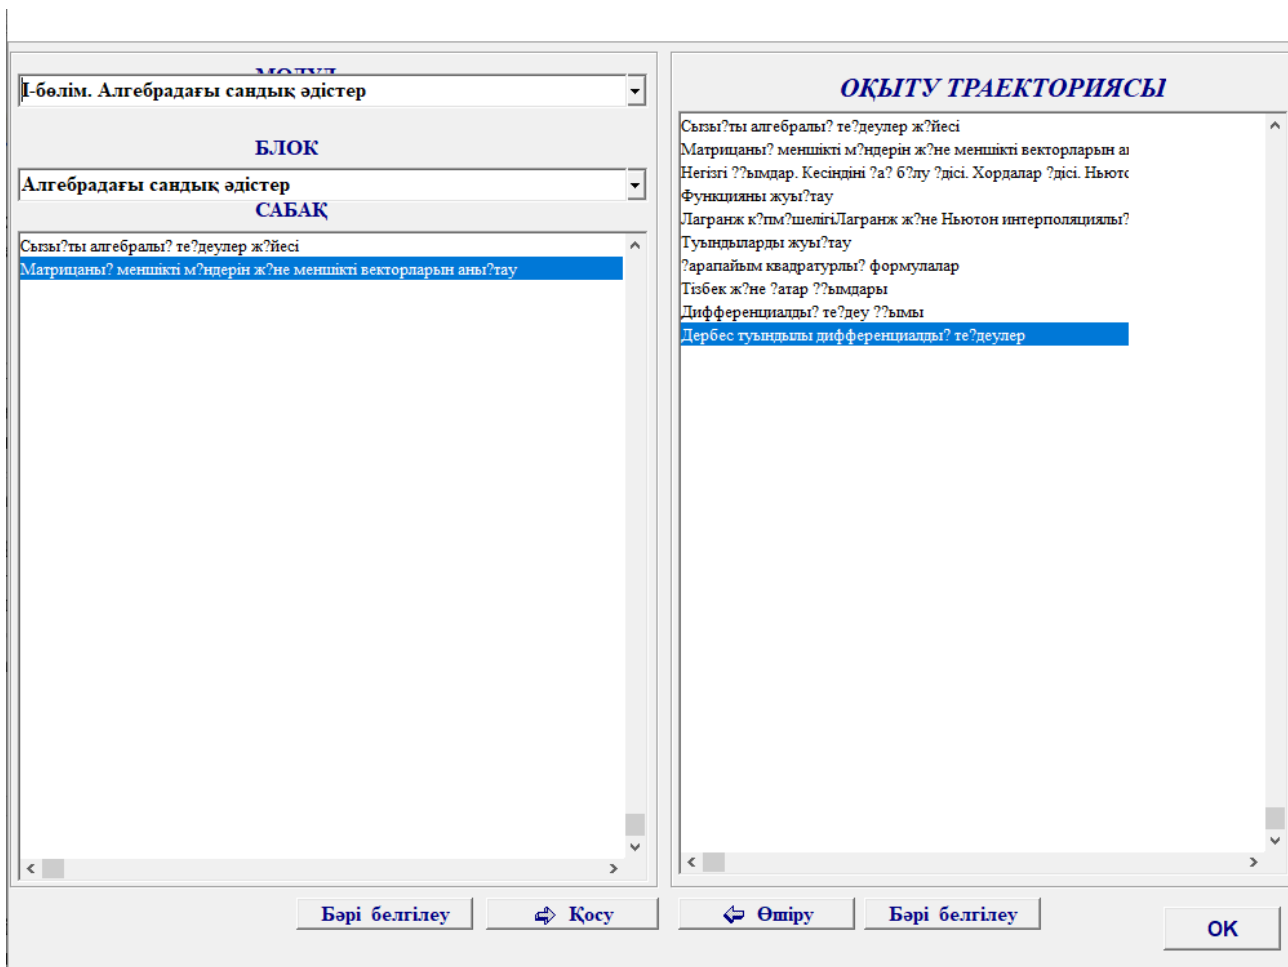 МОДУЛ
І-бөлім. Алгебрадағы сандық әдістер
БЛОК
Алгебрадағы сандық әдістер
САБАҚ
Сызы?ты алгебралы? те?деулер ж?йесі
Матрицаны? меншікті м?ндерін ж?не меншікті векторларын аны?тау
ОҚЫТУ ТРАЕКТОРИЯСЫ
Сызы?ты алгебралы? те?деулер ж?йесі
Матрицаны? меншікті м?ндерін ж?не меншікті векторларын
Негізгі ??ымдар. Кесіндіні ?а? б?лу ?дісі. Хордалар ?дісі.
Функцияны жуы?тау
Лагранж к?пм?шелігіЛагранж ж?не Ньютон интерполяциялы?
Туындыларды жуы?тау
?арапайым квадратурлы? формулалар
Тізбек ж?не ?атар ??ымдары
Дифференциалды? те?деу ??ымы
Дербес туындылы дифференциалды? те?деулер
Бәрі белгілеу
Қосу
Өшіру
Бәрі белгілеу
OK